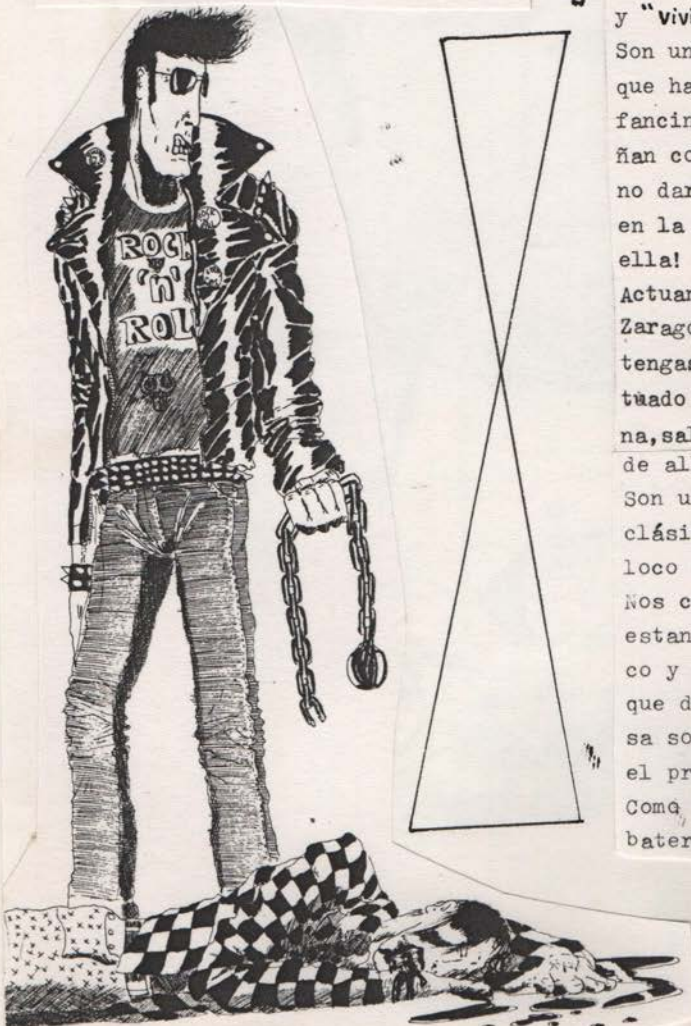 ROCK
'n'
ROLL
y "vivi
Son un
que ha
fancin
ñan co
no dar
en la
ella!
Actuan
Zarago
tengas
tuado
na,sal
de al
Son u
clási
loco
Nos c
estan
co y
que d
sa so
el pr
Como
bater